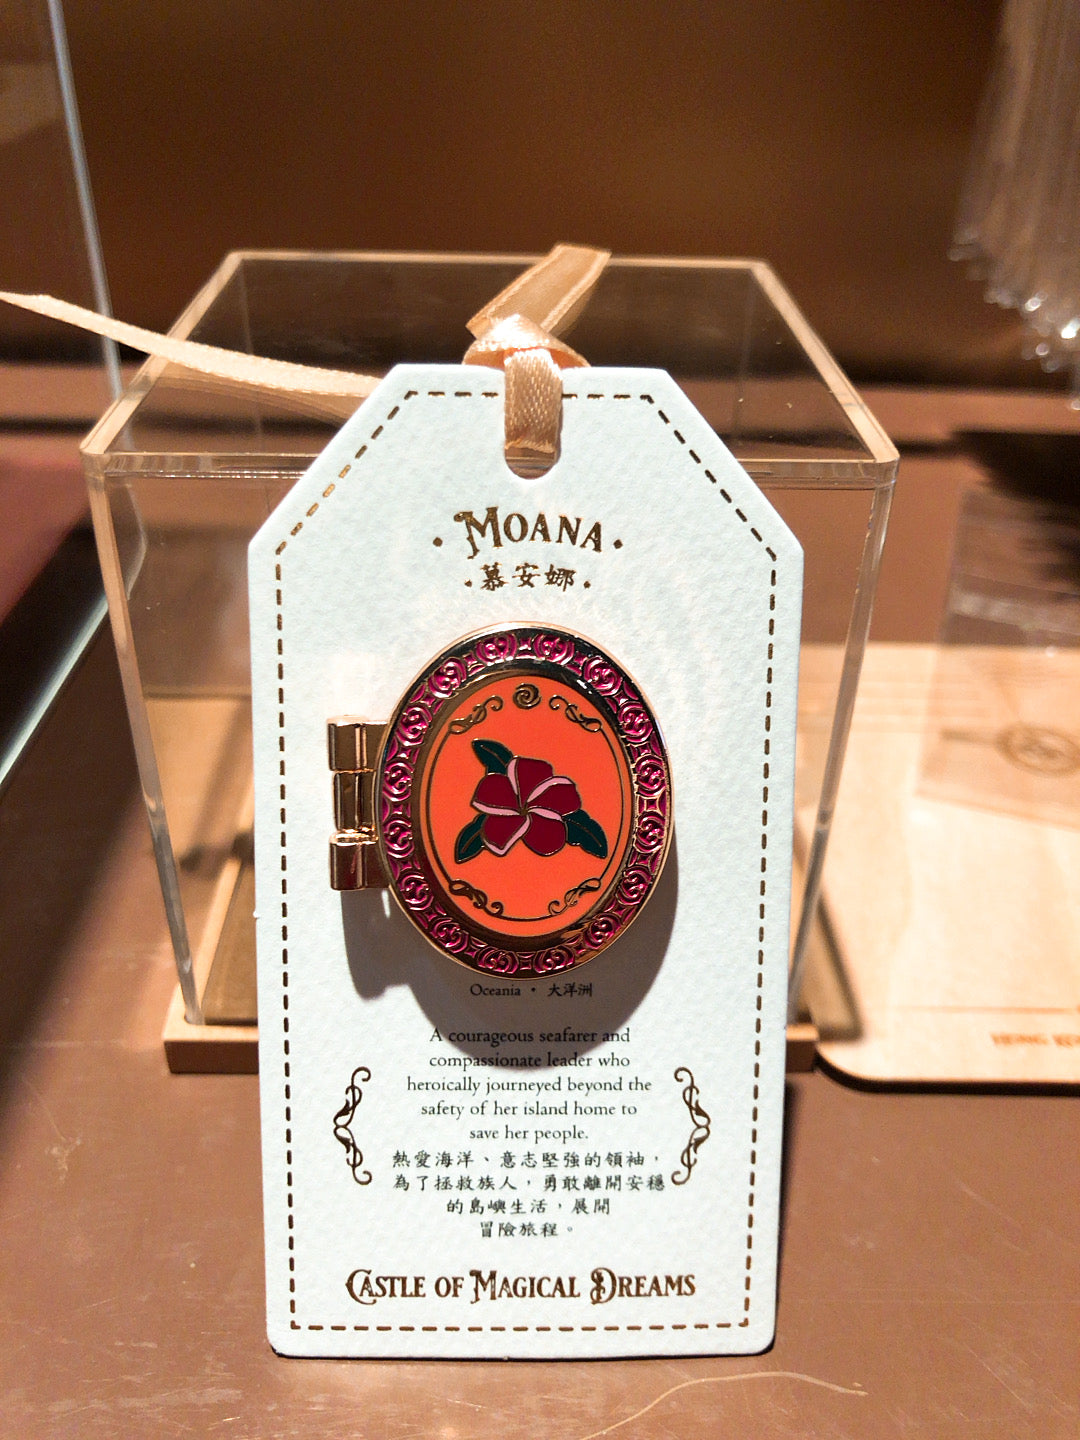 MOANA
慕安娜
Oceania • 大洋洲
A courageous seafarer and
compassionate leader who
heroically journeyed beyond the
safety of her island home to
save her people.
熱愛海洋、意志堅強的領袖，
為了拯救族人，勇敢離開安穩
的島嶼生活，展開
冒險旅程。
CASTLE OF MAGICAL DREAMS
HONG